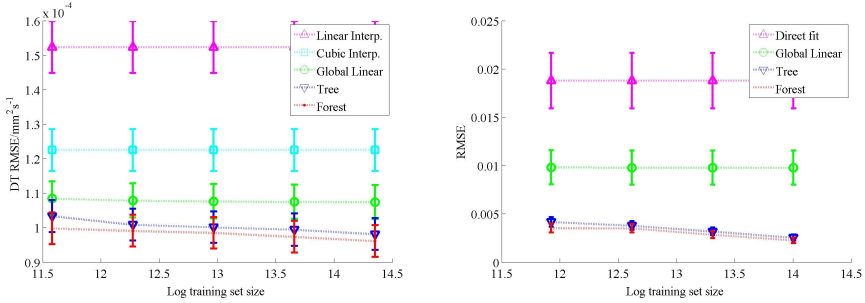 x 10⁻⁴
1.6
1.5
1.4
1.3
1.2
1.1
1
0.9
DT RMSE/mm²s⁻¹
11.5 12 12.5 13 13.5 14 14.5
Log training set size
Linear Interp.
Cubic Interp.
Global Linear
Tree
Forest
0.025
0.02
0.015
0.01
0.005
0
RMSE
11.5 12 12.5 13 13.5 14 14.5
Log training set size
Direct fit
Global Linear
Tree
Forest